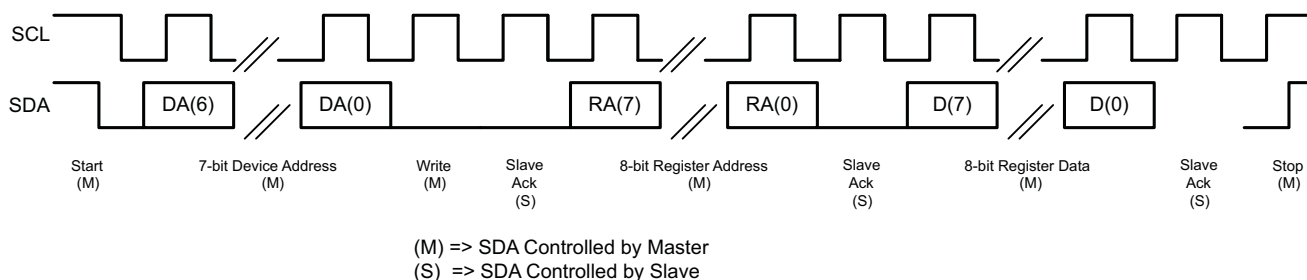 SCL
SDA
DA(6)
DA(0)
RA(7)
RA(0)
D(7)
D(0)
Start
(M)
7-bit Device Address
(M)
Write
(M)
Slave
Ack
(S)
8-bit Register Address
(M)
Slave
Ack
(S)
8-bit Register Data
(M)
Slave
Ack
(S)
Stop
(M)
(M) => SDA Controlled by Master
(S) => SDA Controlled by Slave